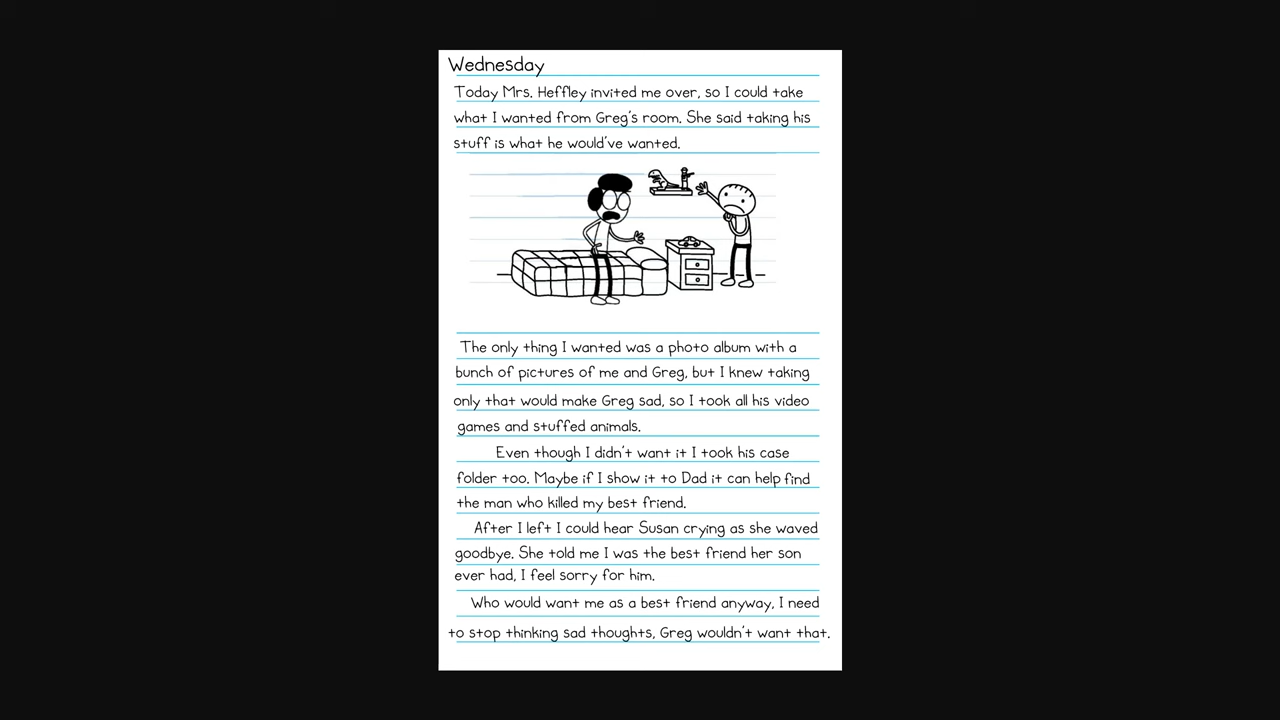 Wednesday
Today Mrs. Heffley invited me over, so I could take
what I wanted from Greg's room. She said taking his
stuff is what he would've wanted.
The only thing I wanted was a photo album with a
bunch of pictures of me and Greg, but I knew taking
only that would make Greg sad, so I took all his video
games and stuffed animals.
Even though I didn't want it I took his case
folder too. Maybe if I show it to Dad it can help find
the man who killed my best friend.
After I left I could hear Susan crying as she waved
goodbye. She told me I was the best friend her son
ever had, I feel sorry for him.
Who would want me as a best friend anyway, I need
to stop thinking sad thoughts, Greg wouldn't want that.